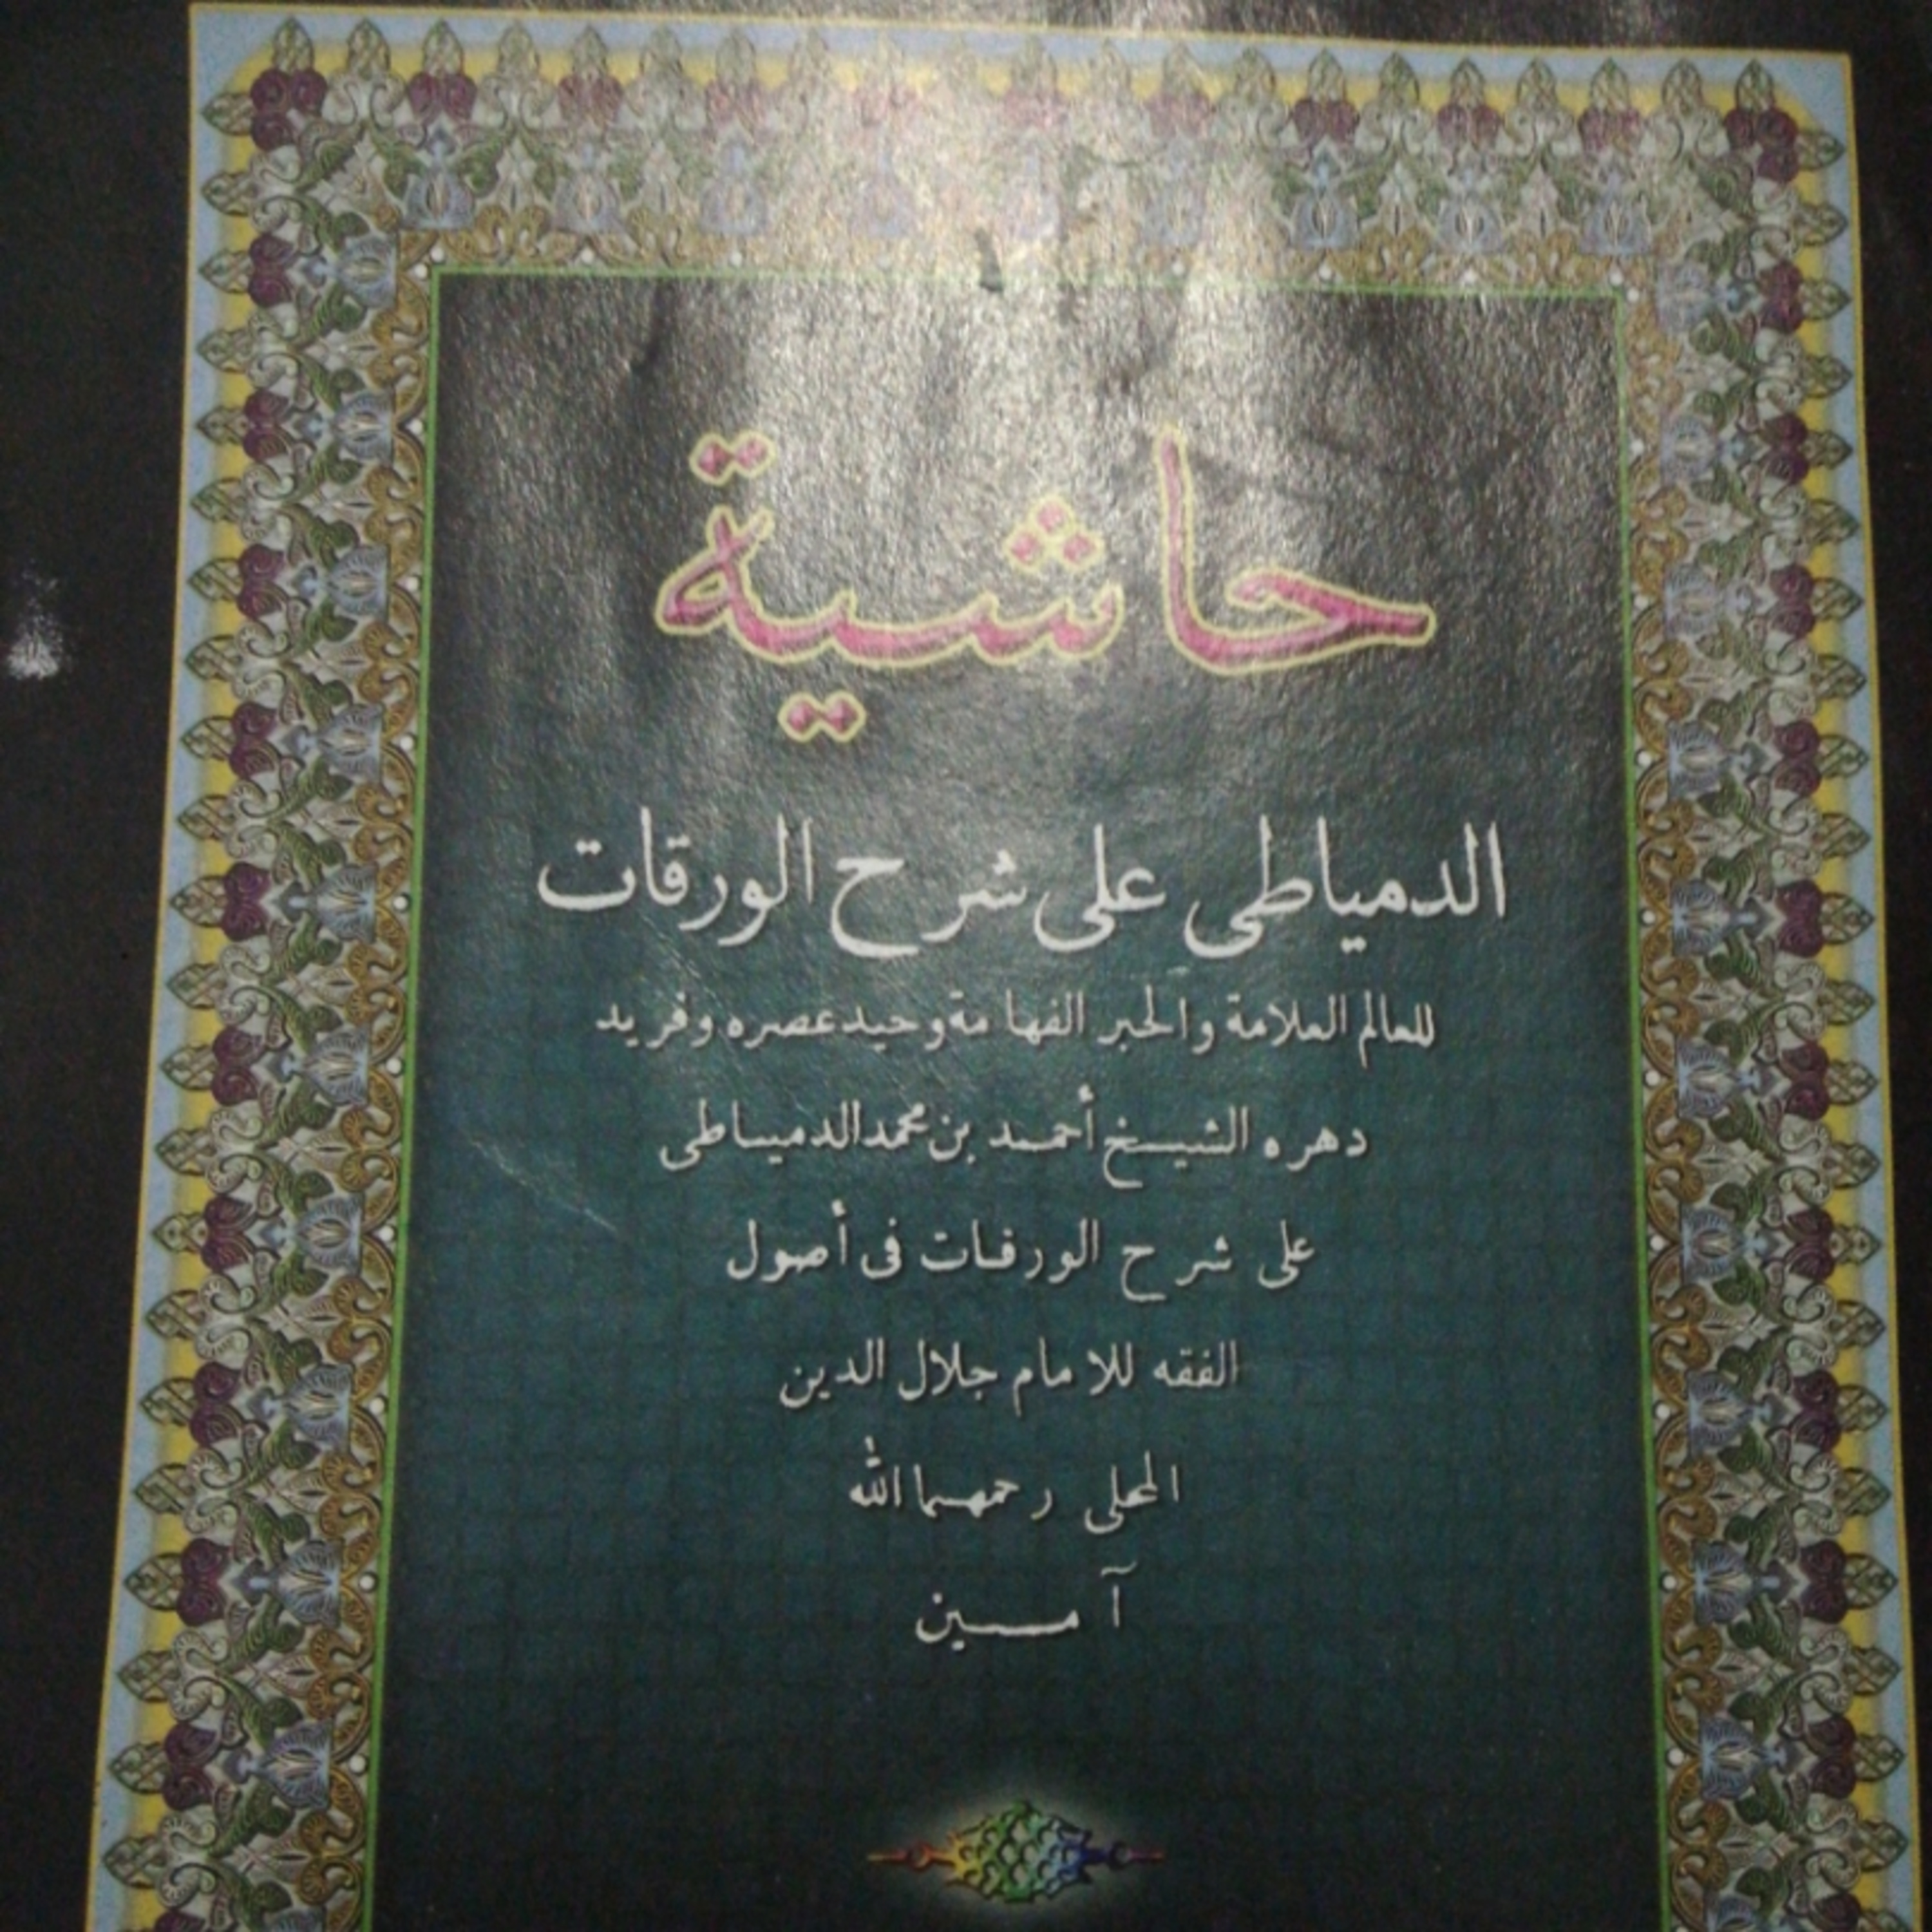 حاشية
الدمياطى على شرح الورقات
للعالم العلامة والحبر الفهامة وحيد عصره وفريد
دهره الشيخ أحمد بن محمد الدمياطى
على شرح الورقات فى أصول
الفقه للامام جلال الدين
المحلى رحمهما الله
آمين